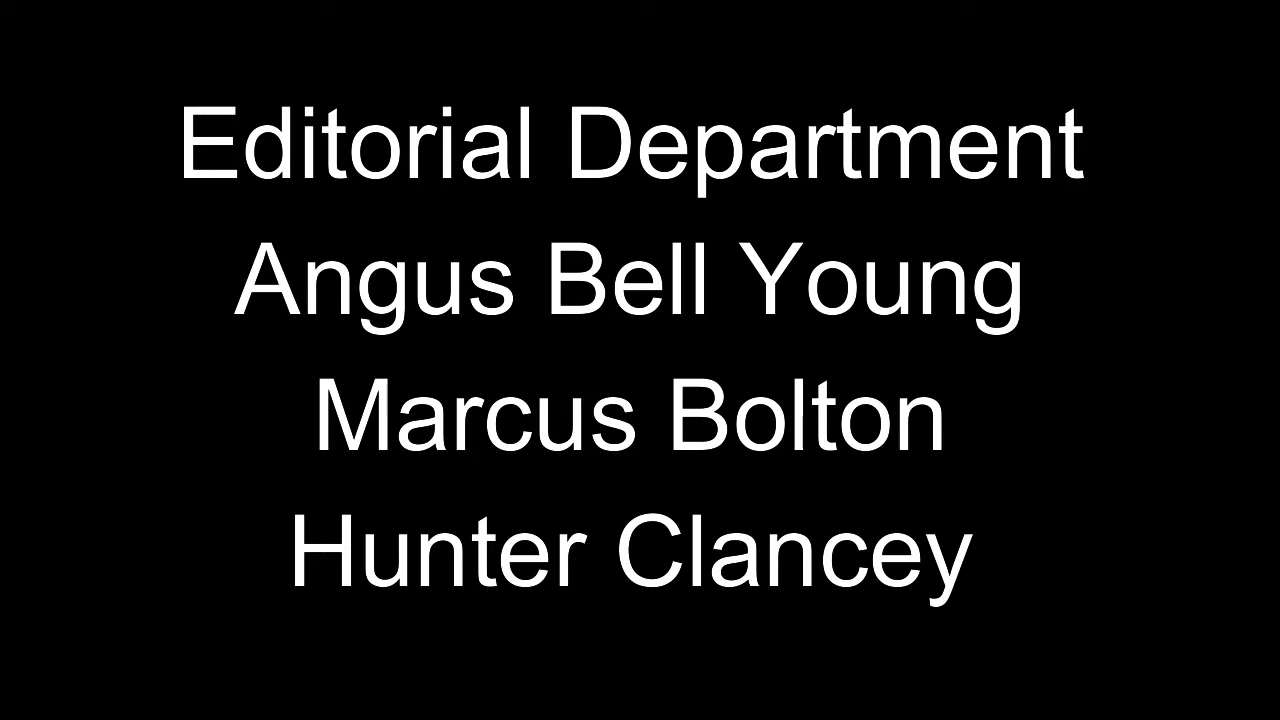 Editorial Department
Angus Bell Young
Marcus Bolton
Hunter Clancey